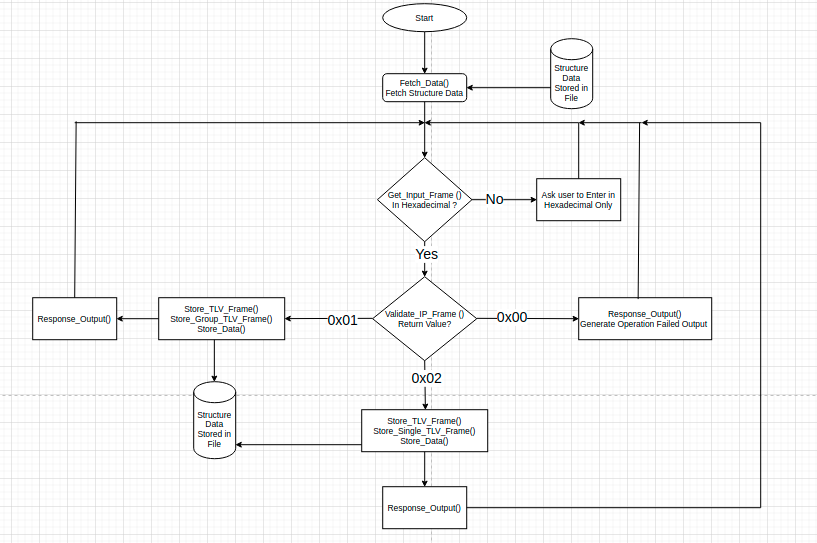 Start
Structure
Data
Stored in
File
Fetch_Data()
Fetch Structure Data
Get_Input_Frame ()
In Hexadecimal ?
No
Ask user to Enter in
Hexadecimal Only
Yes
Response_Output()
Store_TLV_Frame()
Store_Group_TLV_Frame()
Store_Data()
0x01
Validate_IP_Frame ()
Return Value?
0x00
Response_Output()
Generate Operation Failed Output
0x02
Structure
Data
Stored in
File
Store_TLV_Frame()
Store_Single_TLV_Frame()
Store_Data()
Response_Output()